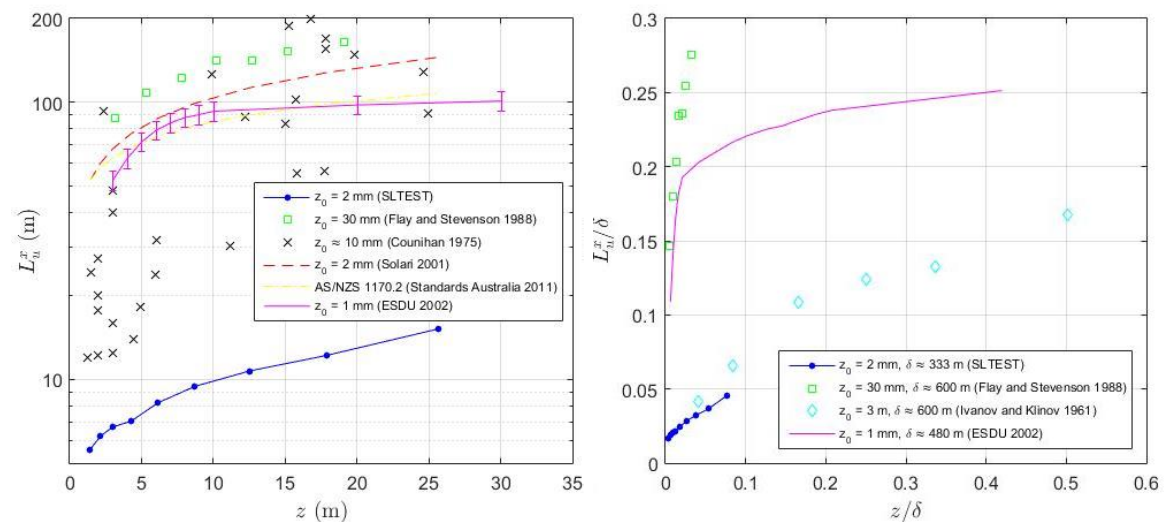 200
100
10
L_u^x (m)
0 5 10 15 20 25 30 35
z (m)
z_0 = 2 mm (SLTEST)
z_0 = 30 mm (Flay and Stevenson 1988)
z_0 ≈ 10 mm (Counihan 1975)
z_0 = 2 mm (Solari 2001)
AS/NZS 1170.2 (Standards Australia 2011)
z_0 = 1 mm (ESDU 2002)
0.3
0.25
0.2
0.15
0.1
0.05
0
L_u^x/δ
0 0.1 0.2 0.3 0.4 0.5 0.6
z/δ
z_0 = 2 mm, δ ≈ 333 m (SLTEST)
z_0 = 30 mm, δ ≈ 600 m (Flay and Stevenson 1988)
z_0 = 3 m, δ ≈ 600 m (Ivanov and Klinov 1961)
z_0 = 1 mm, δ ≈ 480 m (ESDU 2002)